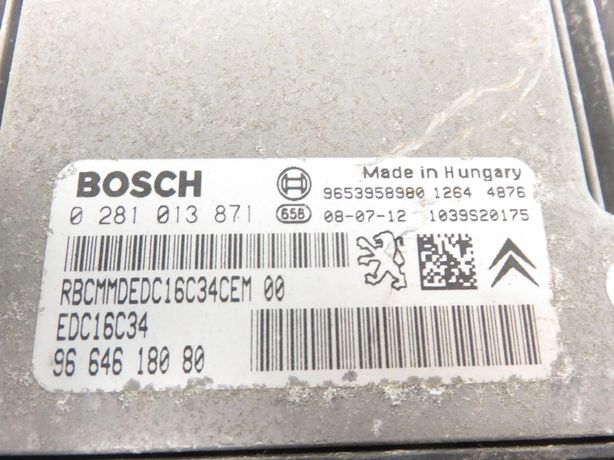 BOSCH
Made in Hungary
9653958980 1264 4876
0 281 013 871
65B
08-07-12 1039S20175
RBCMMDEDC16C34CEM 00
EDC16C34
96 646 180 80